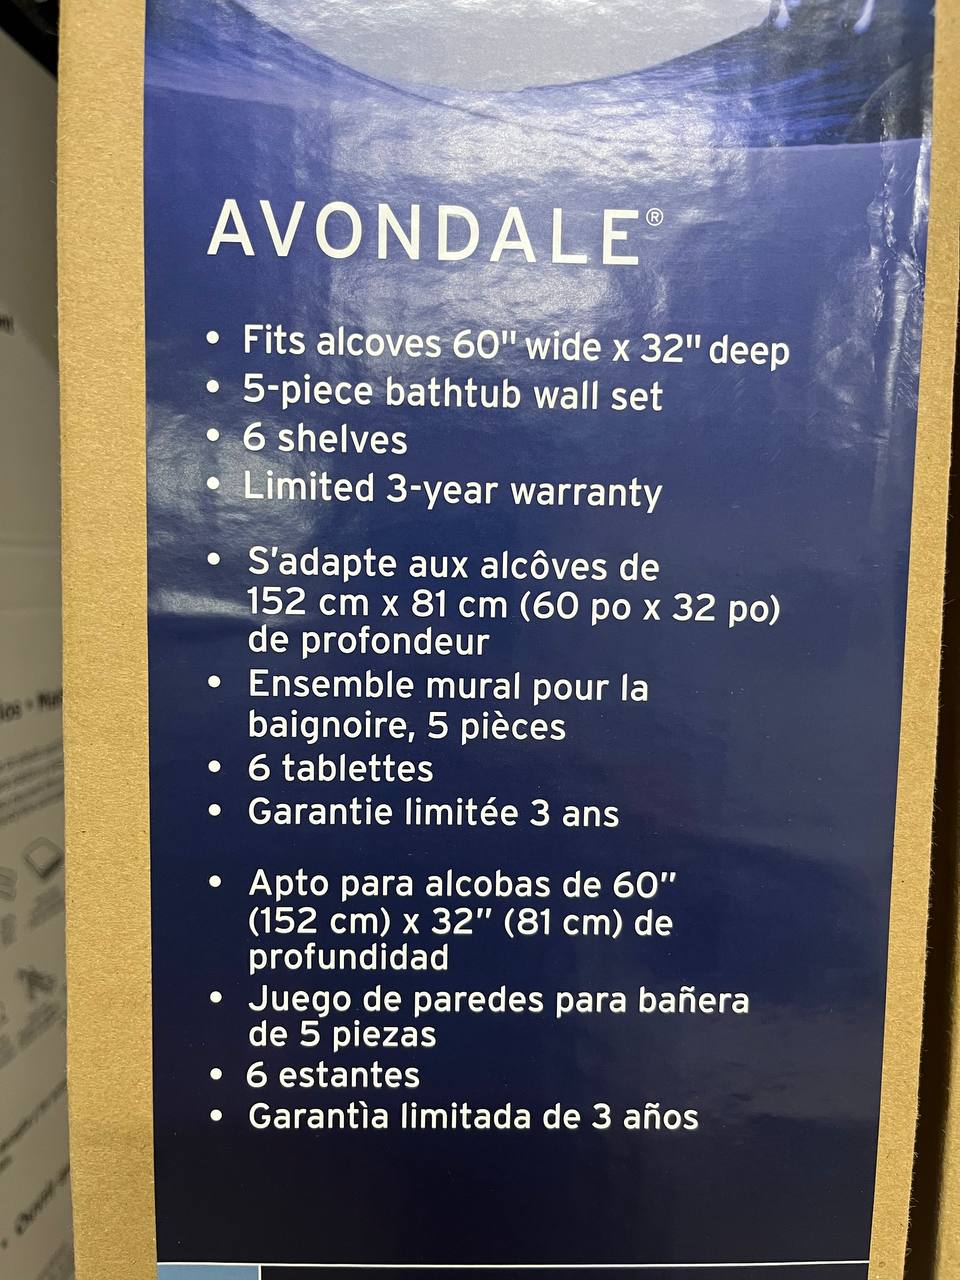 AVONDALE®
• Fits alcoves 60" wide x 32" deep
• 5-piece bathtub wall set
• 6 shelves
• Limited 3-year warranty
• S'adapte aux alcôves de
152 cm x 81 cm (60 po x 32 po)
de profondeur
• Ensemble mural pour la
baignoire, 5 pièces
• 6 tablettes
• Garantie limitée 3 ans
• Apto para alcobas de 60"
(152 cm) x 32" (81 cm) de
profundidad
• Juego de paredes para bañera
de 5 piezas
• 6 estantes
• Garantìa limitada de 3 años